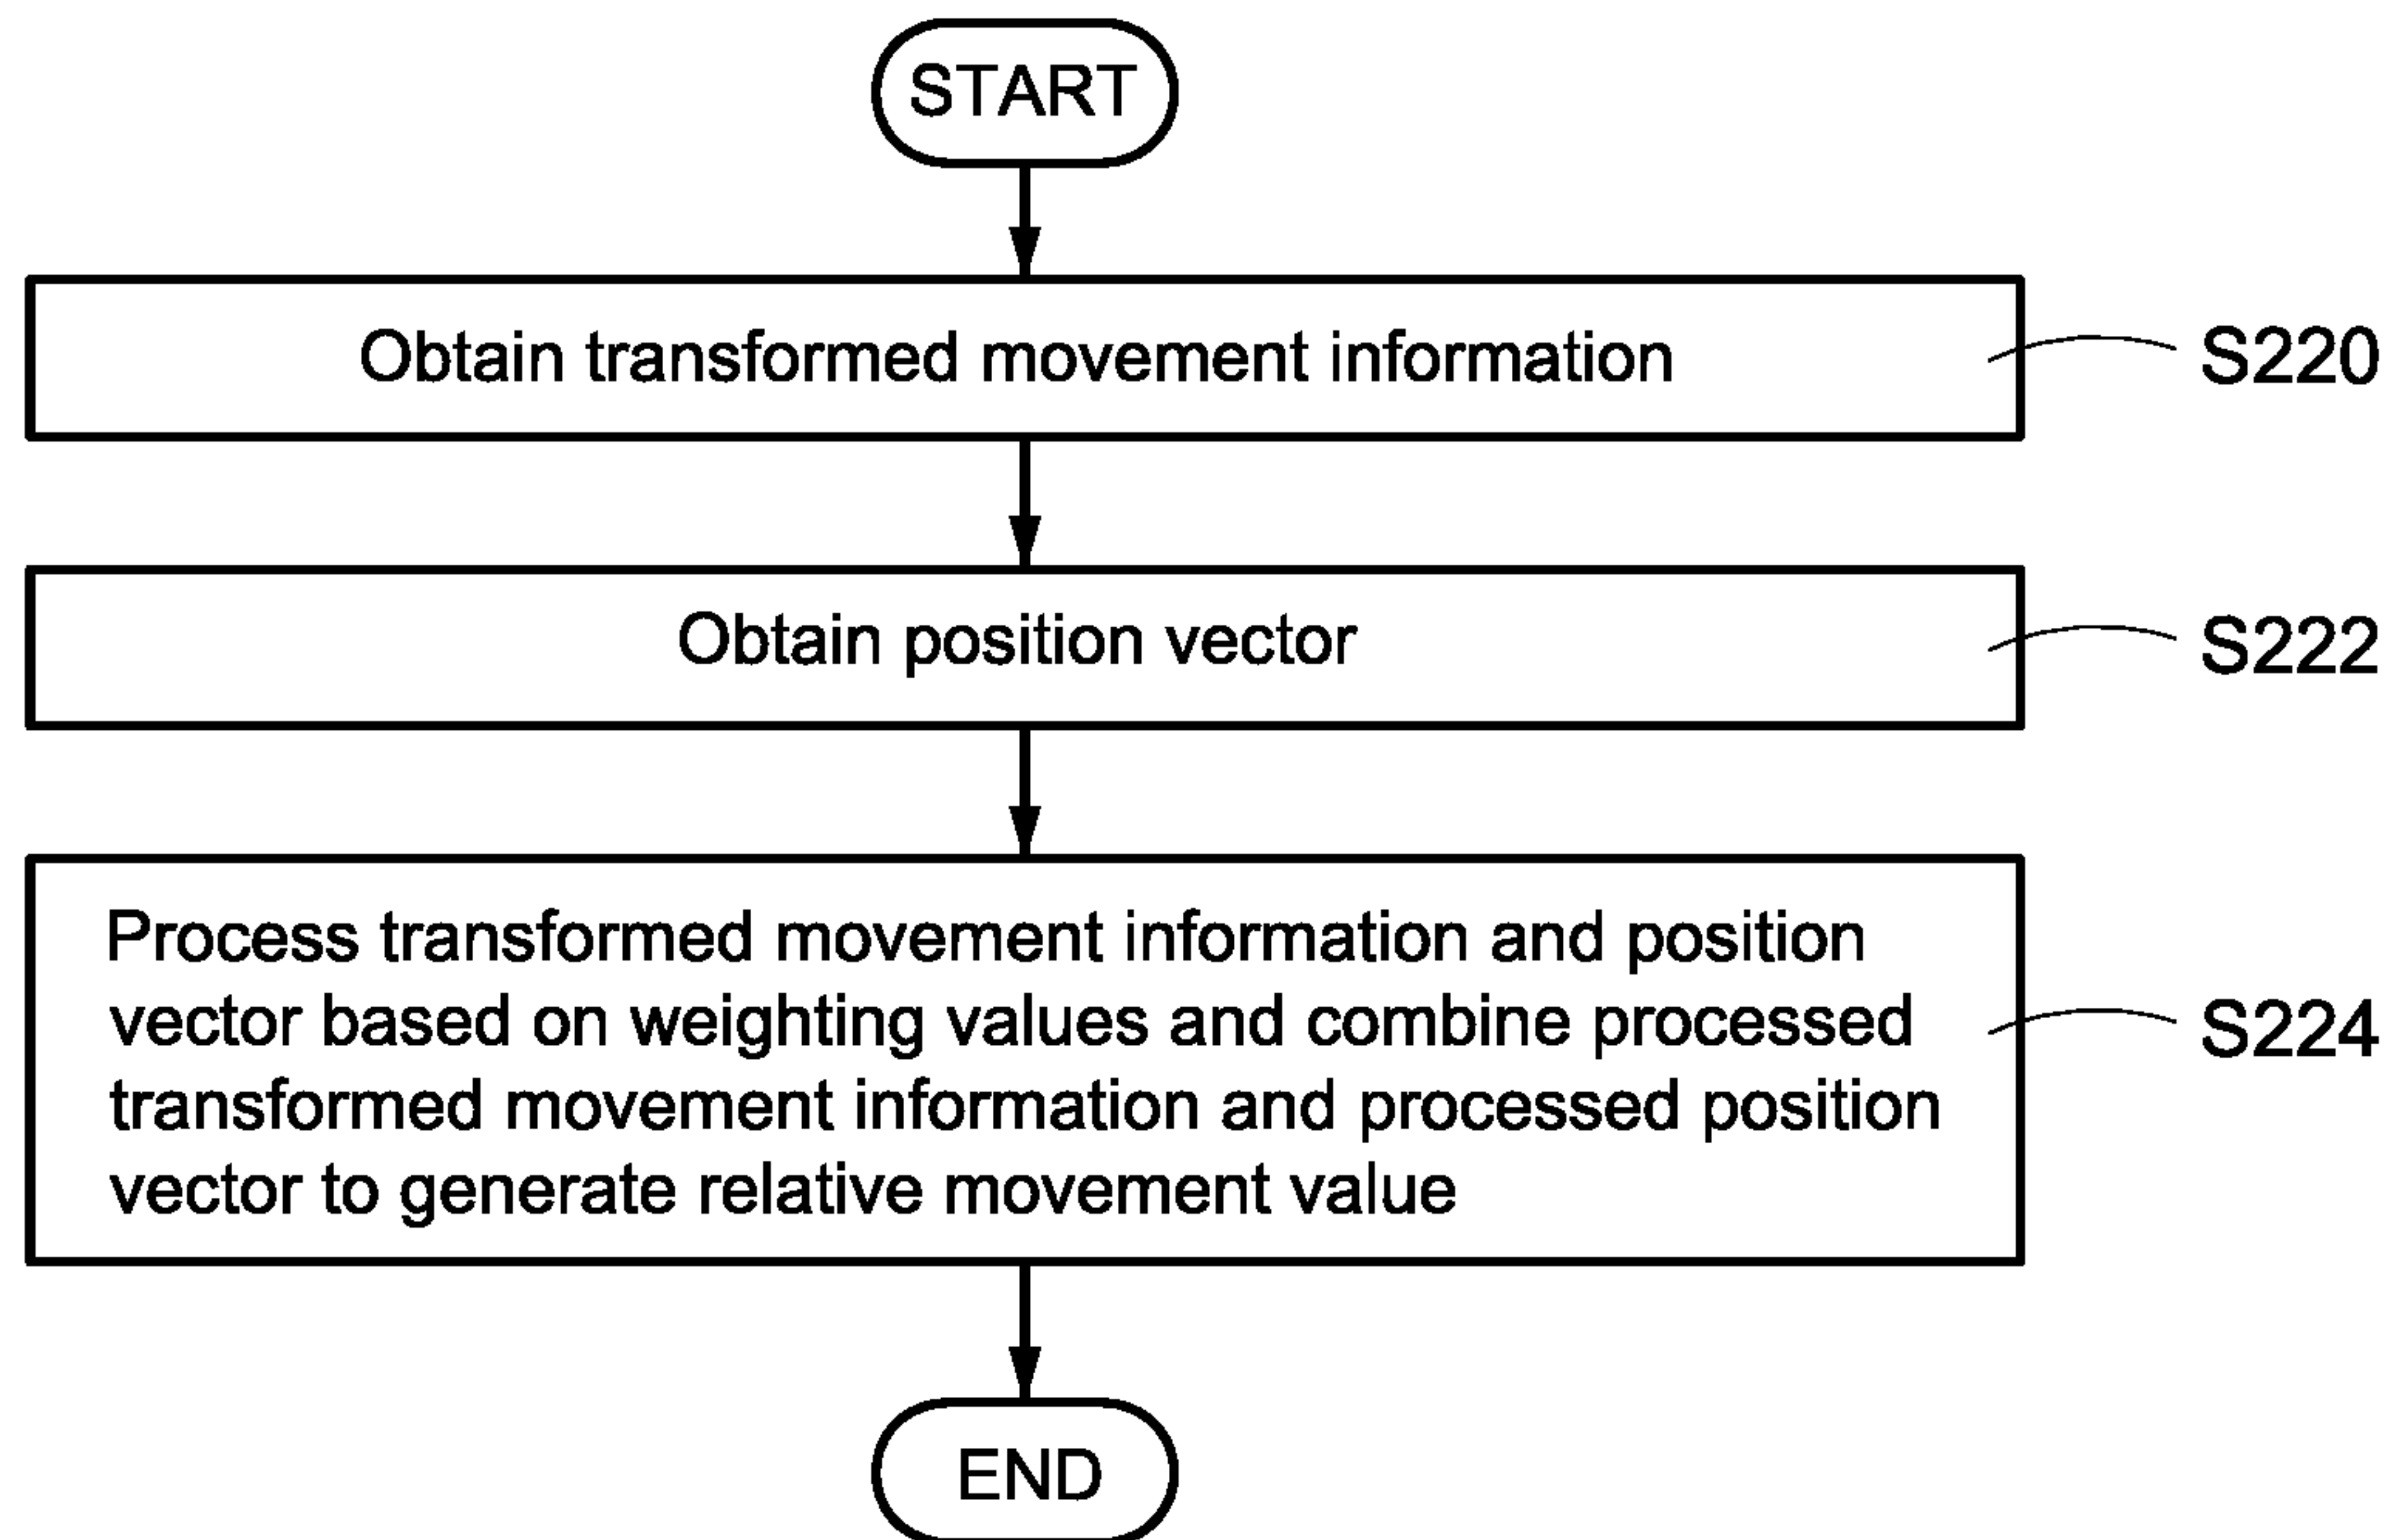 START
Obtain transformed movement information
S220
Obtain position vector
S222
Process transformed movement information and position
vector based on weighting values and combine processed
transformed movement information and processed position
vector to generate relative movement value
S224
END